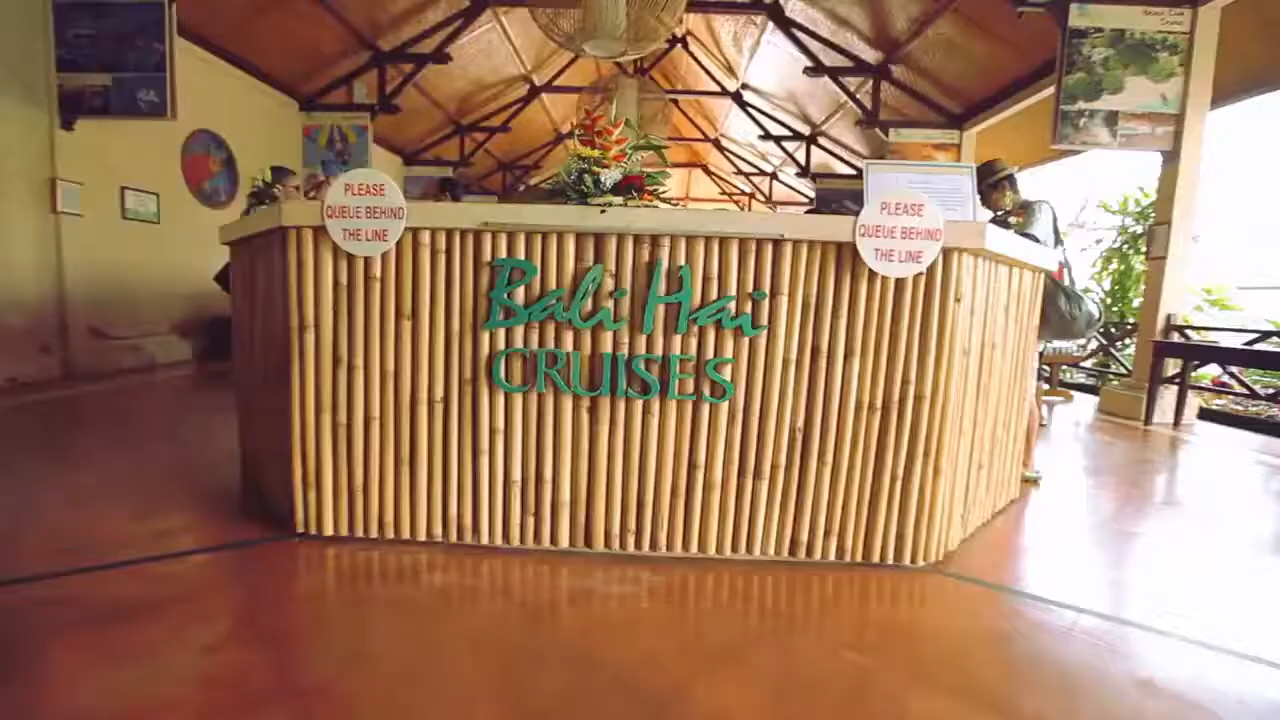 PLEASE
QUEUE BEHIND
THE LINE
PLEASE
QUEUE BEHIND
THE LINE
Bali Hai
CRUISES